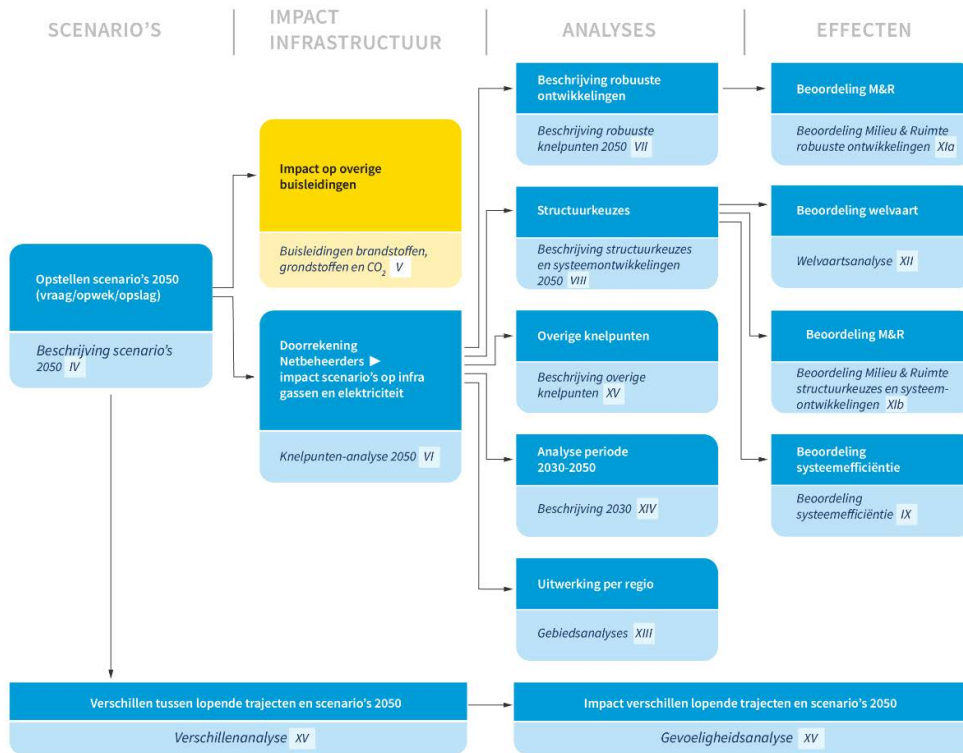 SCENARIO'S
IMPACT
INFRASTRUCTUUR
ANALYSES
EFFECTEN
Opstellen scenario's 2050
(vraag/opwek/opslag)
Beschrijving scenario's
2050 IV
Impact op overige
buisleidingen
Buisleidingen brandstoffen,
grondstoffen en CO₂ V
Doorrekening
Netbeheerders ►
impact scenario's op infra
gassen en elektriciteit
Knelpunten-analyse 2050 VI
Beschrijving robuuste
ontwikkelingen
Beschrijving robuuste
knelpunten 2050 VII
Structuurkeuzes
Beschrijving structuurkeuzes
en systeemontwikkelingen
2050 VIII
Overige knelpunten
Beschrijving overige
knelpunten XV
Analyse periode
2030-2050
Beschrijving 2030 XIV
Uitwerking per regio
Gebiedsanalyses XIII
Beoordeling M&R
Beoordeling Milieu & Ruimte
robuuste ontwikkelingen XIa
Beoordeling welvaart
Welvaartsanalyse XII
Beoordeling M&R
Beoordeling Milieu & Ruimte
structuurkeuzes en systeem-
ontwikkelingen XIb
Beoordeling
systeemefficiëntie
Beoordeling
systeemefficiëntie IX
Verschillen tussen lopende trajecten en scenario's 2050
Verschillenanalyse XV
Impact verschillen lopende trajecten en scenario's 2050
Gevoeligheidsanalyse XV